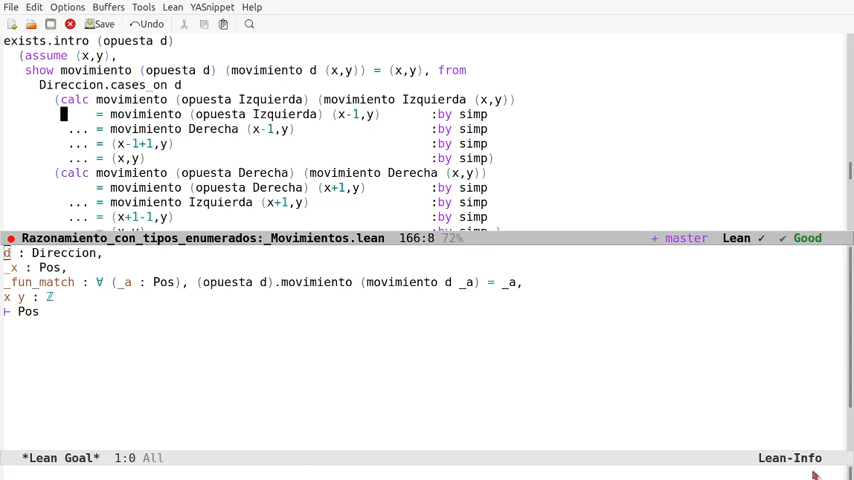 File Edit Options Buffers Tools Lean YASnippet Help
Save Undo
exists.intro (opuesta d)
(assume (x,y),
show movimiento (opuesta d) (movimiento d (x,y)) = (x,y), from
Direccion.cases_on d
(calc movimiento (opuesta Izquierda) (movimiento Izquierda (x,y))
= movimiento (opuesta Izquierda) (x-1,y) :by simp
... = movimiento Derecha (x-1,y) :by simp
... = (x-1+1,y) :by simp
... = (x,y) :by simp)
(calc movimiento (opuesta Derecha) (movimiento Derecha (x,y))
= movimiento (opuesta Derecha) (x+1,y) :by simp
... = movimiento Izquierda (x+1,y) :by simp
... = (x+1-1,y) :by simp
Razonamiento_con_tipos_enumerados:_Movimientos.lean 166:8 72% + master Lean ✓ ✔ Good
d : Direccion,
_x : Pos,
_fun_match : ∀ (_a : Pos), (opuesta d).movimiento (movimiento d _a) = _a,
x y : ℤ
⊢ Pos
*Lean Goal* 1:0 All Lean-Info